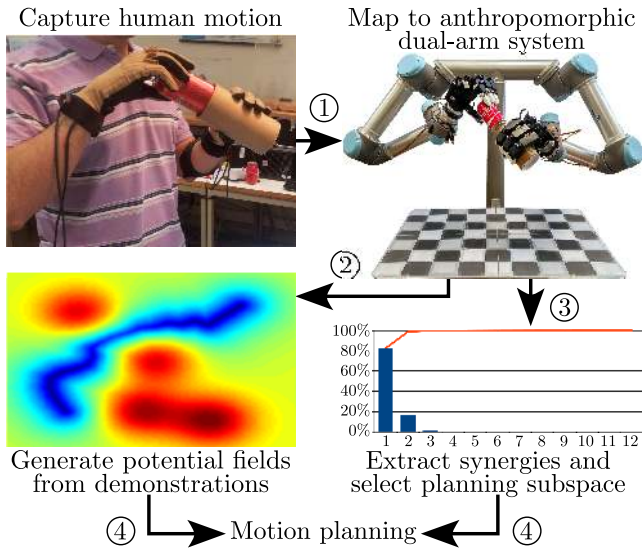 Capture human motion
Map to anthropomorphic
dual-arm system
①
②
③
100%
80%
60%
40%
20%
0%
1 2 3 4 5 6 7 8 9 10 11 12
Generate potential fields
from demonstrations
Extract synergies and
select planning subspace
④ Motion planning ④